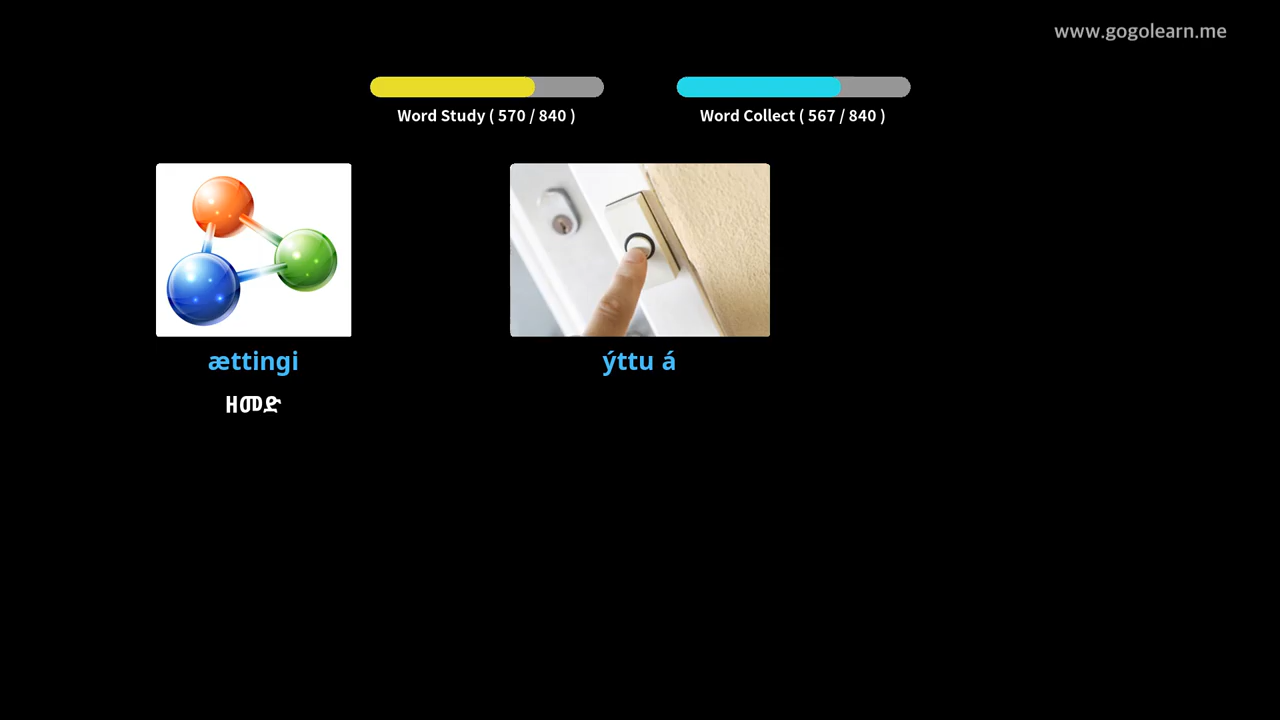 www.gogolearn.me
Word Study ( 570 / 840 )
Word Collect ( 567 / 840 )
ættingi
ýttu á
ዘመድ